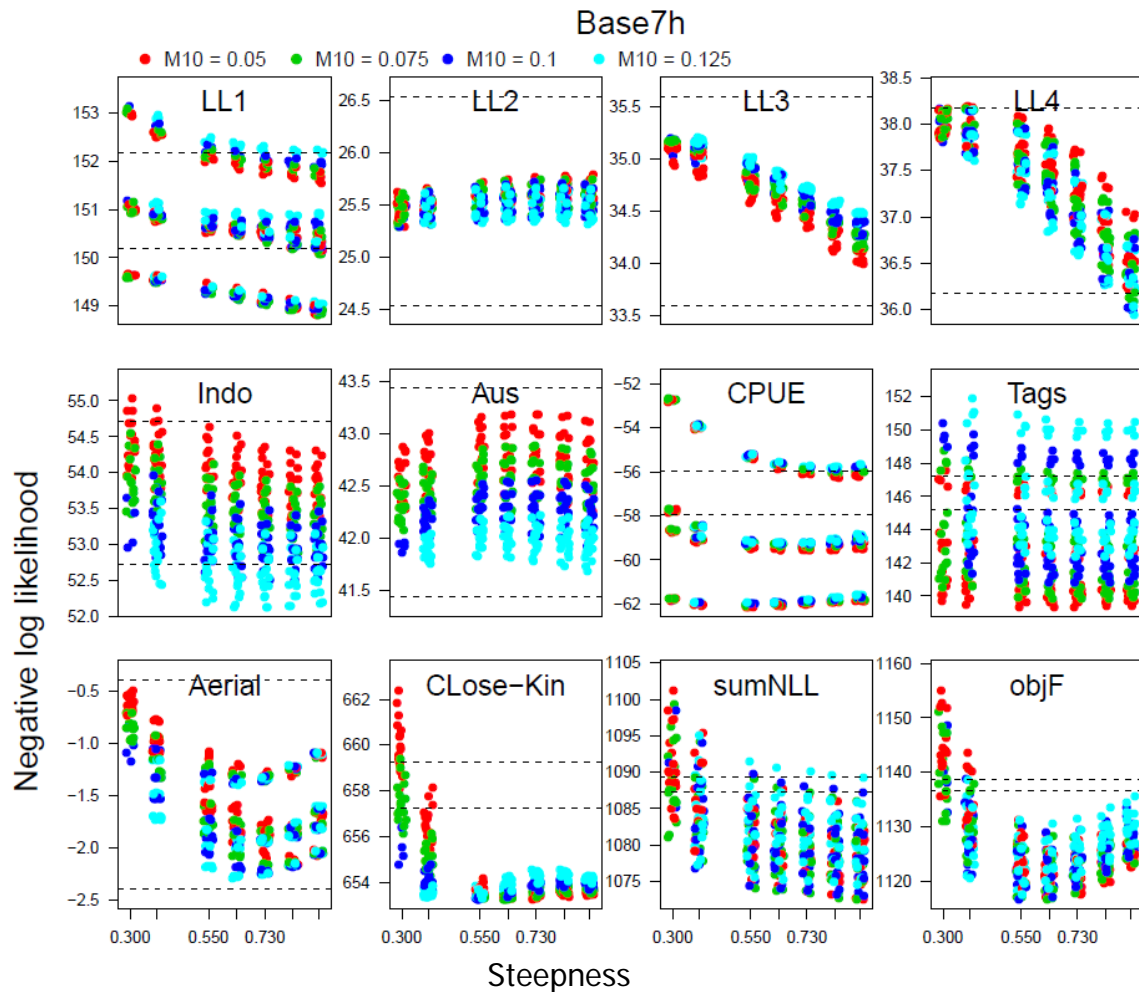 Base7h
M10 = 0.05 M10 = 0.075 M10 = 0.1 M10 = 0.125
LL1 LL2 LL3 LL4
153 152 151 150 149
26.5 26.0 25.5 25.0 24.5
35.5 35.0 34.5 34.0 33.5
38.5 38.0 37.5 37.0 36.5 36.0
Indo Aus CPUE Tags
55.0 54.5 54.0 53.5 53.0 52.5 52.0
43.5 43.0 42.5 42.0 41.5
−52 −54 −56 −58 −60 −62
152 150 148 146 144 142 140
Negative log likelihood
Aerial CLose−Kin sumNLL objF
−0.5 −1.0 −1.5 −2.0 −2.5
662 660 658 656 654
1105 1100 1095 1090 1085 1080 1075
1160 1150 1140 1130 1120
0.300 0.550 0.730 0.300 0.550 0.730 0.300 0.550 0.730 0.300 0.550 0.730
Steepness